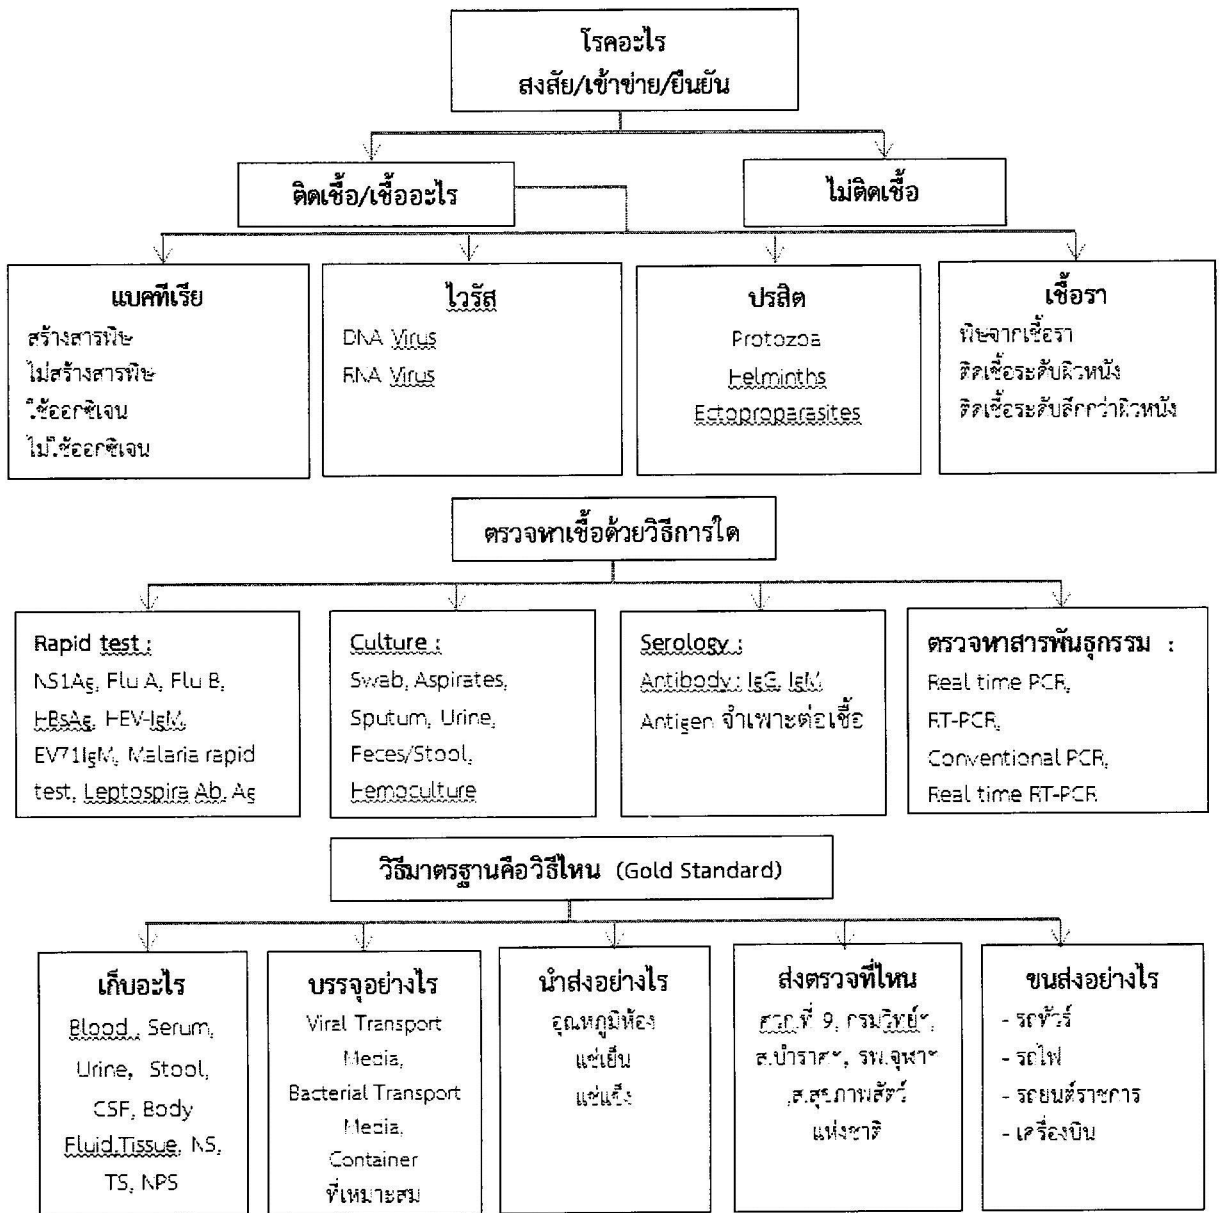 โรคอะไร
สงสัย/เข้าข่าย/ยืนยัน
ติดเชื้อ/เชื้ออะไร
ไม่ติดเชื้อ
แบคทีเรีย
สร้างสารพิษ
ไม่สร้างสารพิษ
ใช้ออกซิเจน
ไม่ใช้ออกซิเจน
ไวรัส
DNA Virus
RNA Virus
ปรสิต
Protozoa
Helminths
Ectoproparasites
เชื้อรา
พิษจากเชื้อรา
ติดเชื้อระดับผิวหนัง
ติดเชื้อระดับลึกกว่าผิวหนัง
ตรวจหาเชื้อด้วยวิธีการใด
Rapid test :
NS1Ag, Flu A, Flu B,
HBsAg, HEV-IgM,
EV71IgM, Malaria rapid
test, Leptospira Ab, Ag
Culture :
Swab, Aspirates,
Sputum, Urine,
Feces/Stool,
Hemoculture
Serology :
Antibody : IgG, IgM
Antigen จำเพาะต่อเชื้อ
ตรวจหาสารพันธุกรรม :
Real time PCR,
RT-PCR,
Conventional PCR,
Real time RT-PCR
วิธีมาตรฐานคือวิธีไหน (Gold Standard)
เก็บอะไร
Blood , Serum,
Urine, Stool,
CSF, Body
Fluid,Tissue, NS,
TS, NPS
บรรจุอย่างไร
Viral Transport
Media,
Bacterial Transport
Media,
Container
ที่เหมาะสม
นำส่งอย่างไร
อุณหภูมิห้อง
แช่เย็น
แช่แข็ง
ส่งตรวจที่ไหน
ที่ 9, กรมวิทย์ฯ,
ส.บำราศฯ, รพ.จุฬาฯ
,ส.สุขภาพสัตว์
แห่งชาติ
ขนส่งอย่างไร
- รถทัวร์
- รถไฟ
- รถยนต์ราชการ
- เครื่องบิน